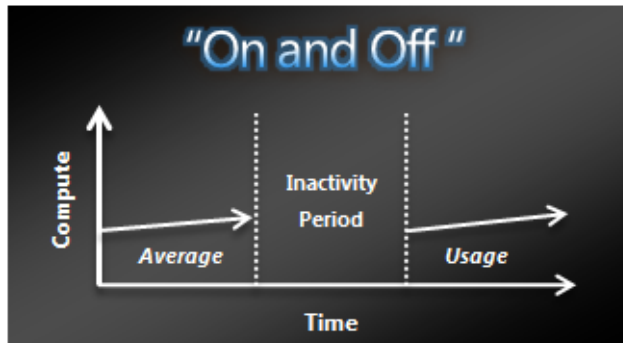 "On and Off "
Compute
Inactivity
Period
Average
Usage
Time